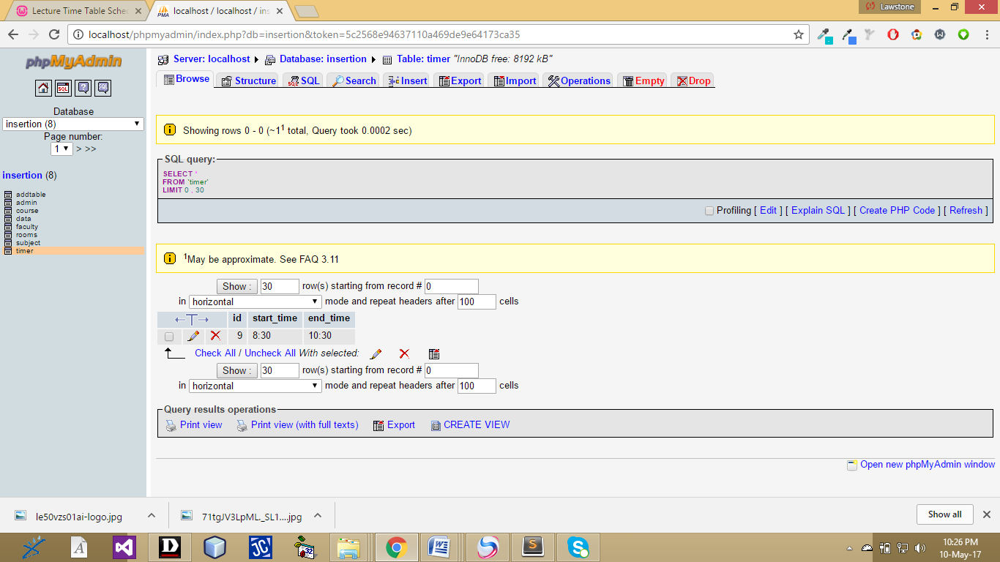 Lecture Time Table Sched
localhost / localhost / ins
Lawstone
localhost/phpmyadmin/index.php?db=insertion&token=5c2568e94637110a469de9e64173ca35
phpMyAdmin
SQL
Database
insertion (8)
Page number:
1 > >>
insertion (8)
addtable
admin
course
data
faculty
rooms
subject
timer
Server: localhost Database: insertion Table: timer "InnoDB free: 8192 kB"
Browse Structure SQL Search Insert Export Import Operations Empty Drop
Showing rows 0 - 0 (~1¹ total, Query took 0.0002 sec)
SQL query:
SELECT *
FROM `timer`
LIMIT 0 , 30
Profiling [ Edit ] [ Explain SQL ] [ Create PHP Code ] [ Refresh ]
¹May be approximate. See FAQ 3.11
Show : 30 row(s) starting from record # 0
in horizontal mode and repeat headers after 100 cells
id start_time end_time
9 8:30 10:30
Check All / Uncheck All With selected:
Show : 30 row(s) starting from record # 0
in horizontal mode and repeat headers after 100 cells
Query results operations
Print view Print view (with full texts) Export CREATE VIEW
Open new phpMyAdmin window
le50vzs01ai-logo.jpg 71tgJV3LpML._SL1....jpg Show all
10:26 PM
10-May-17